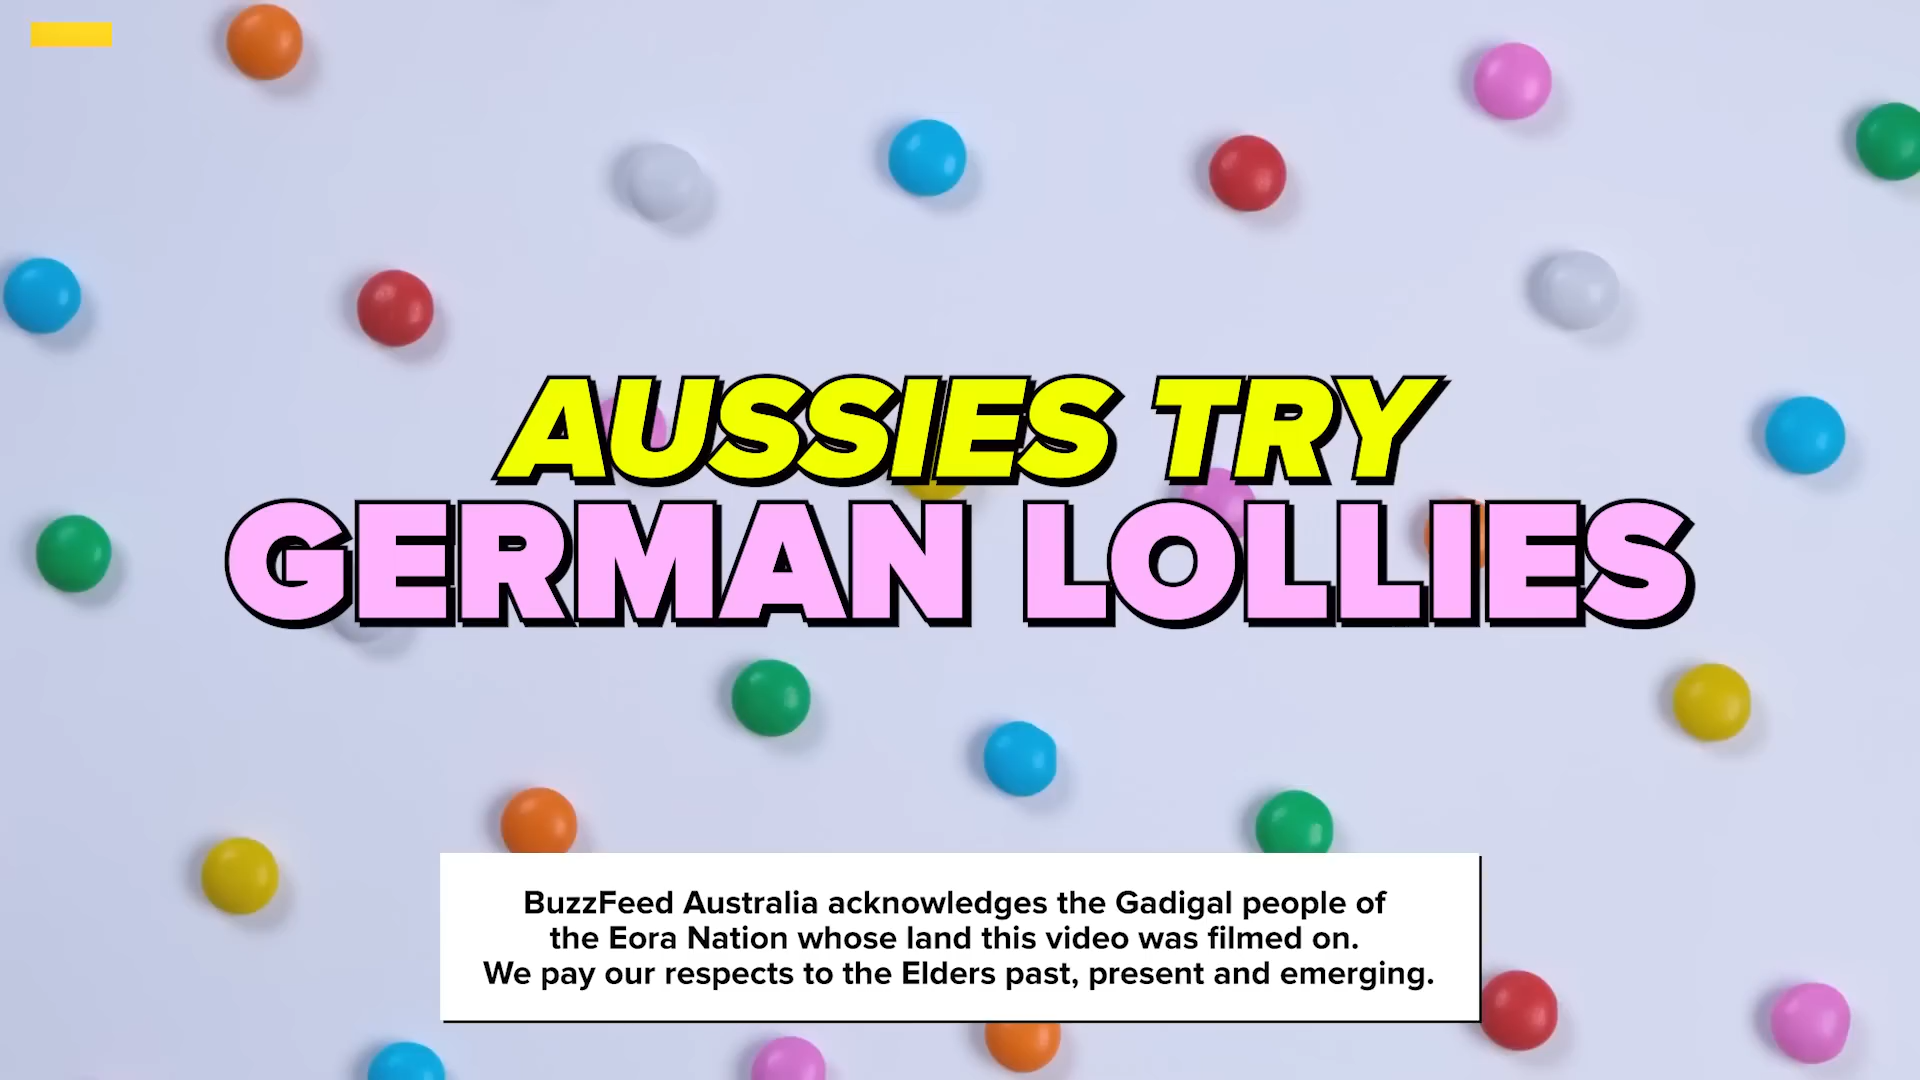 AUSSIES TRY
GERMAN LOLLIES
BuzzFeed Australia acknowledges the Gadigal people of
the Eora Nation whose land this video was filmed on.
We pay our respects to the Elders past, present and emerging.